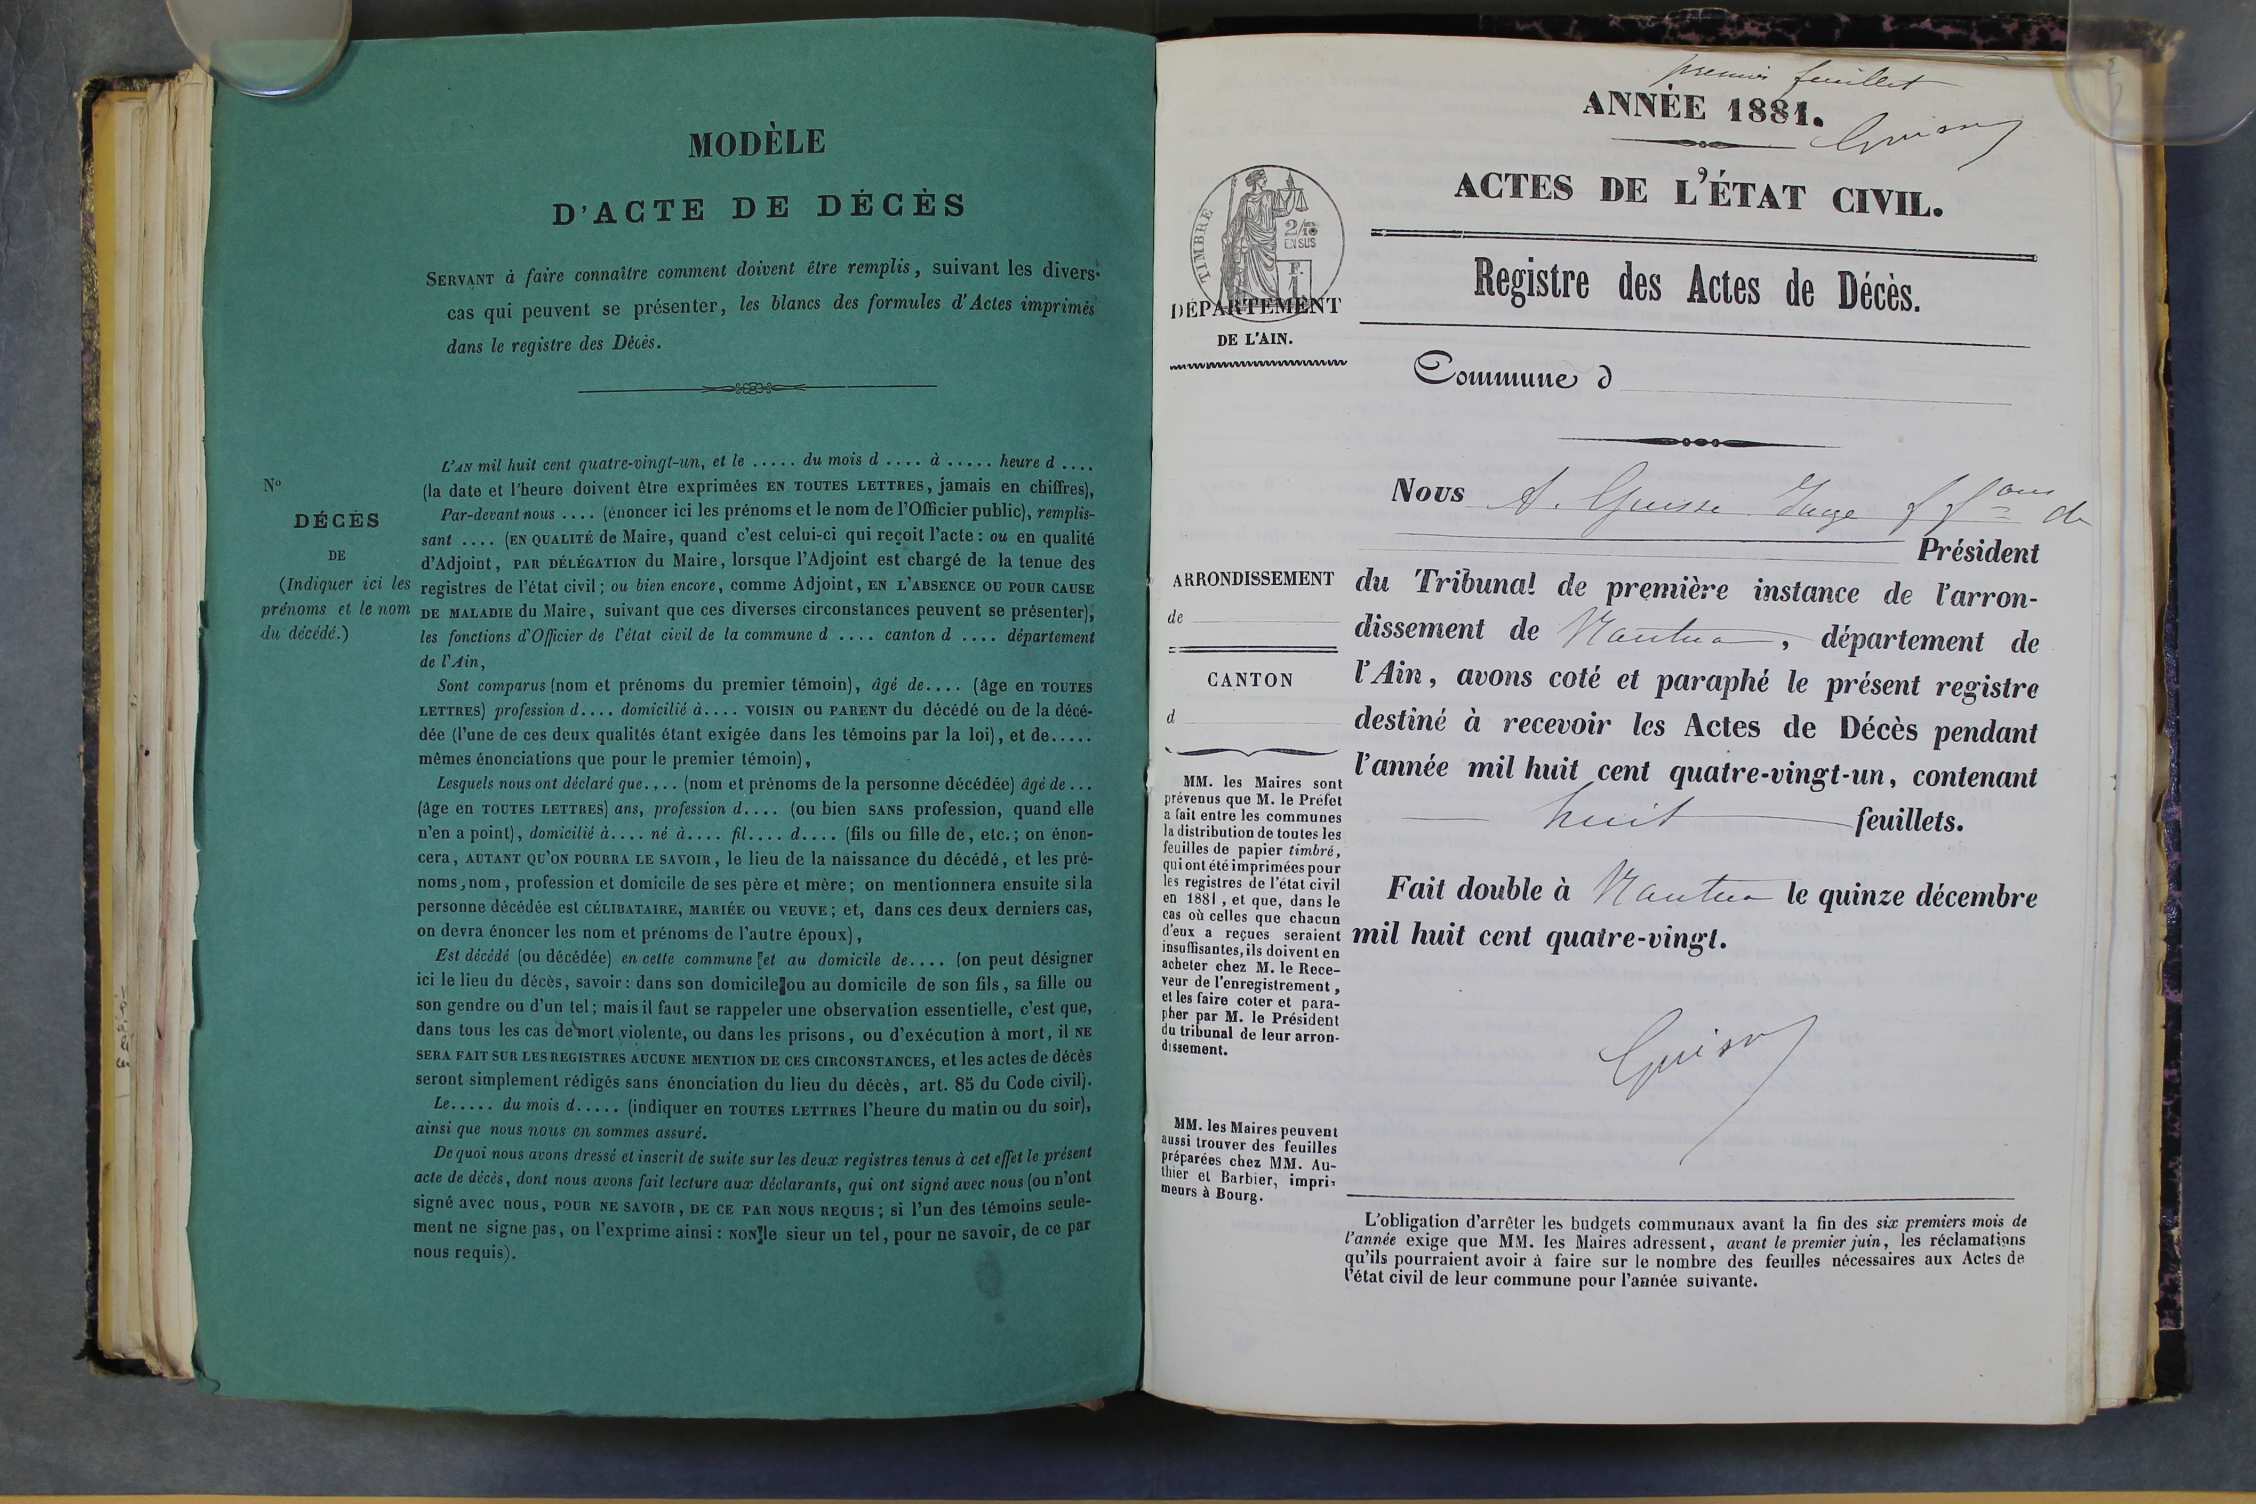 MODÈLE
D'ACTE DE DÉCÈS
SERVANT à faire connaître comment doivent être remplis, suivant les divers
cas qui peuvent se présenter, les blancs des formules d'Actes imprimés
dans le registre des Décès.
N°
DÉCÈS
DE
(Indiquer ici les
prénoms et le nom
du décédé.)
L'AN mil huit cent quatre-vingt-un, et le ..... du mois d .... à ..... heure d ....
(la date et l'heure doivent être exprimées EN TOUTES LETTRES, jamais en chiffres),
Par-devant nous .... (énoncer ici les prénoms et le nom de l'Officier public), remplis-
sant .... (EN QUALITÉ de Maire, quand c'est celui-ci qui reçoit l'acte : ou en qualité
d'Adjoint, PAR DÉLÉGATION du Maire, lorsque l'Adjoint est chargé de la tenue des
registres de l'état civil ; ou bien encore, comme Adjoint, EN L'ABSENCE OU POUR CAUSE
DE MALADIE du Maire, suivant que ces diverses circonstances peuvent se présenter),
les fonctions d'Officier de l'état civil de la commune d .... canton d .... département
de l'Ain,
Sont comparus (nom et prénoms du premier témoin), âgé de.... (âge en TOUTES
LETTRES) profession d.... domicilié à.... VOISIN OU PARENT du décédé ou de la décé-
dée (l'une de ces deux qualités étant exigée dans les témoins par la loi), et de.....
mêmes énonciations que pour le premier témoin),
Lesquels nous ont déclaré que.... (nom et prénoms de la personne décédée) âgé de ...
(âge en TOUTES LETTRES) ans, profession d.... (ou bien SANS profession, quand elle
n'en a point), domicilié à.... né à.... fil.... d.... (fils ou fille de, etc.; on énon-
cera, AUTANT QU'ON POURRA LE SAVOIR, le lieu de la naissance du décédé, et les pré-
noms, nom, profession et domicile de ses père et mère; on mentionnera ensuite si la
personne décédée est CÉLIBATAIRE, MARIÉE OU VEUVE; et, dans ces deux derniers cas,
on devra énoncer les nom et prénoms de l'autre époux),
Est décédé (ou décédée) en cette commune [et au domicile de.... (on peut désigner
ici le lieu du décès, savoir: dans son domicile ou au domicile de son fils, sa fille ou
son gendre ou d'un tel; mais il faut se rappeler une observation essentielle, c'est que,
dans tous les cas de mort violente, ou dans les prisons, ou d'exécution à mort, il NE
SERA FAIT SUR LES REGISTRES AUCUNE MENTION DE CES CIRCONSTANCES, et les actes de décès
seront simplement rédigés sans énonciation du lieu du décès, art. 85 du Code civil).
Le..... du mois d..... (indiquer en TOUTES LETTRES l'heure du matin ou du soir),
ainsi que nous nous en sommes assuré.
De quoi nous avons dressé et inscrit de suite sur les deux registres tenus à cet effet le présent
acte de décès, dont nous avons fait lecture aux déclarants, qui ont signé avec nous (ou n'ont
signé avec nous, POUR NE SAVOIR, DE CE PAR NOUS REQUIS; si l'un des témoins seule-
ment ne signe pas, on l'exprime ainsi : NON le sieur un tel, pour ne savoir, de ce par
nous requis).
premier feuillet
ANNÉE 1881.
ACTES DE L'ÉTAT CIVIL.
Registre des Actes de Décès.
TIMBRE
2/10
EN SUS
F.
1
DÉPARTEMENT
DE L'AIN.
Commune d
Nous A. Guisse Juge ff.ons de
Président
du Tribunal de première instance de l'arron-
dissement de Nantua, département de
l'Ain, avons coté et paraphé le présent registre
destiné à recevoir les Actes de Décès pendant
l'année mil huit cent quatre-vingt-un, contenant
huit feuillets.
Fait double à Nantua le quinze décembre
mil huit cent quatre-vingt.
ARRONDISSEMENT
de
CANTON
d
MM. les Maires sont
prévenus que M. le Préfet
a fait entre les communes
la distribution de toutes les
feuilles de papier timbré,
qui ont été imprimées pour
les registres de l'état civil
en 1881, et que, dans le
cas où celles que chacun
d'eux a reçues seraient
insuffisantes, ils doivent en
acheter chez M. le Rece-
veur de l'enregistrement,
et les faire coter et para-
pher par M. le Président
du tribunal de leur arron-
dissement.
MM. les Maires peuvent
aussi trouver des feuilles
préparées chez MM. Au-
thier et Barbier, impri-
meurs à Bourg.
L'obligation d'arrêter les budgets communaux avant la fin des six premiers mois de
l'année exige que MM. les Maires adressent, avant le premier juin, les réclamations
qu'ils pourraient avoir à faire sur le nombre des feuilles nécessaires aux Actes de
l'état civil de leur commune pour l'année suivante.